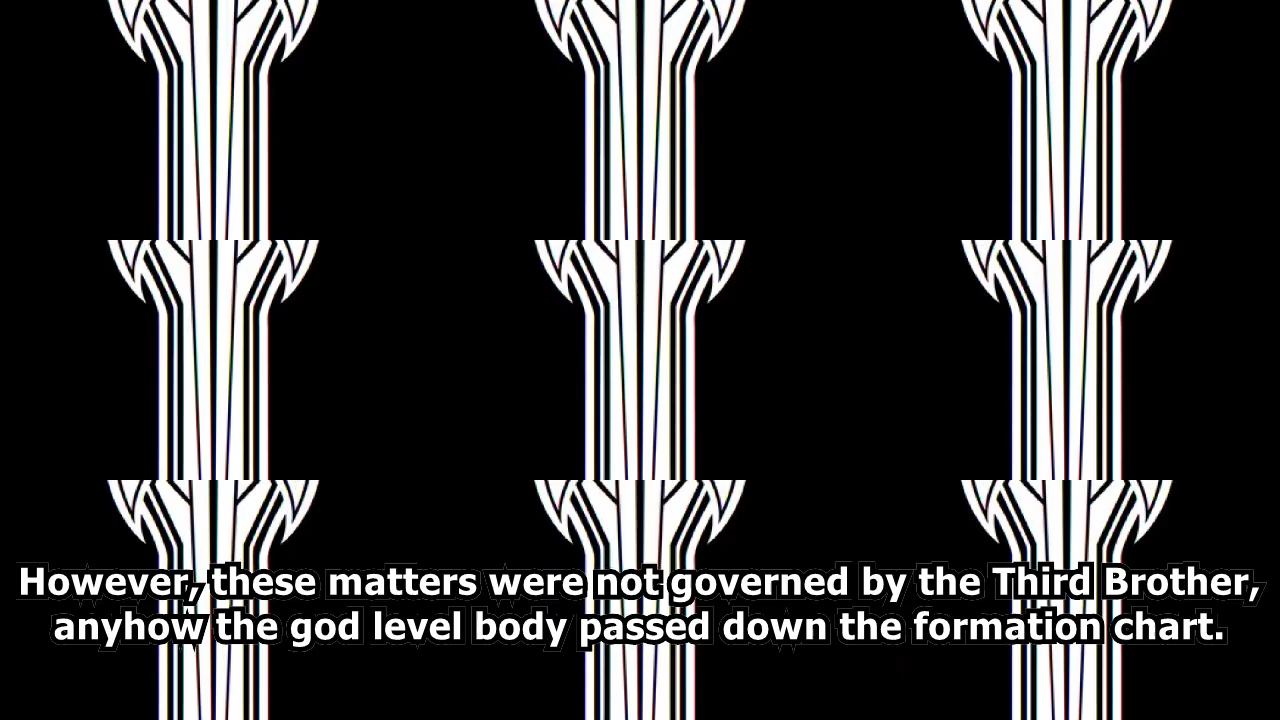 However, these matters were not governed by the Third Brother,
anyhow the god level body passed down the formation chart.